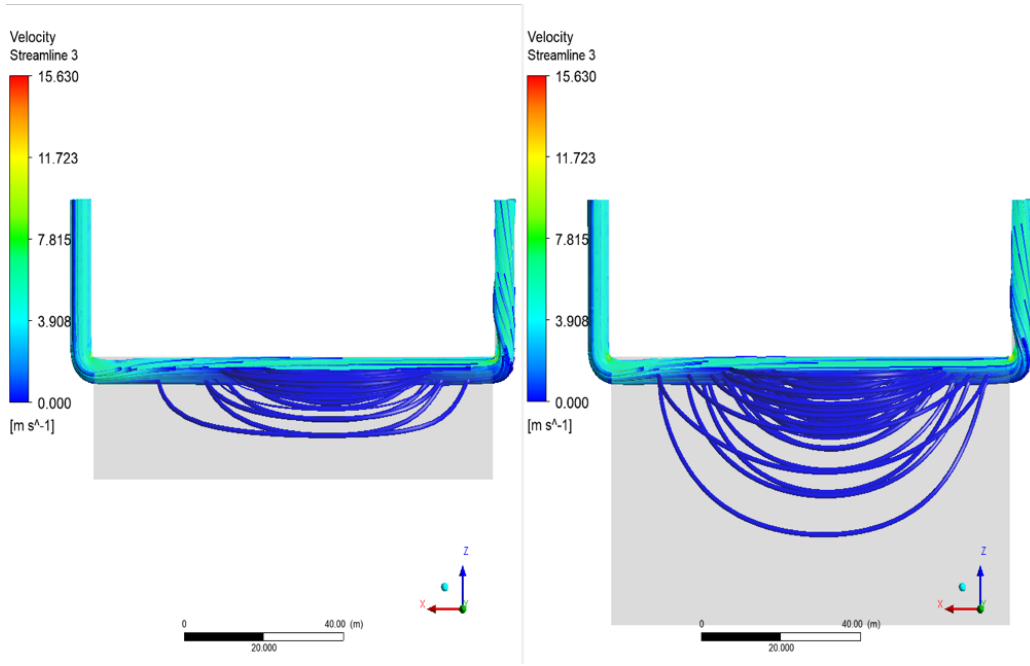 Velocity
Streamline 3
15.630
11.723
7.815
3.908
0.000
[m s^-1]
Z
X
Y
0
40.00
(m)
20.000
Velocity
Streamline 3
15.630
11.723
7.815
3.908
0.000
[m s^-1]
Z
X
Y
0
40.00
(m)
20.000